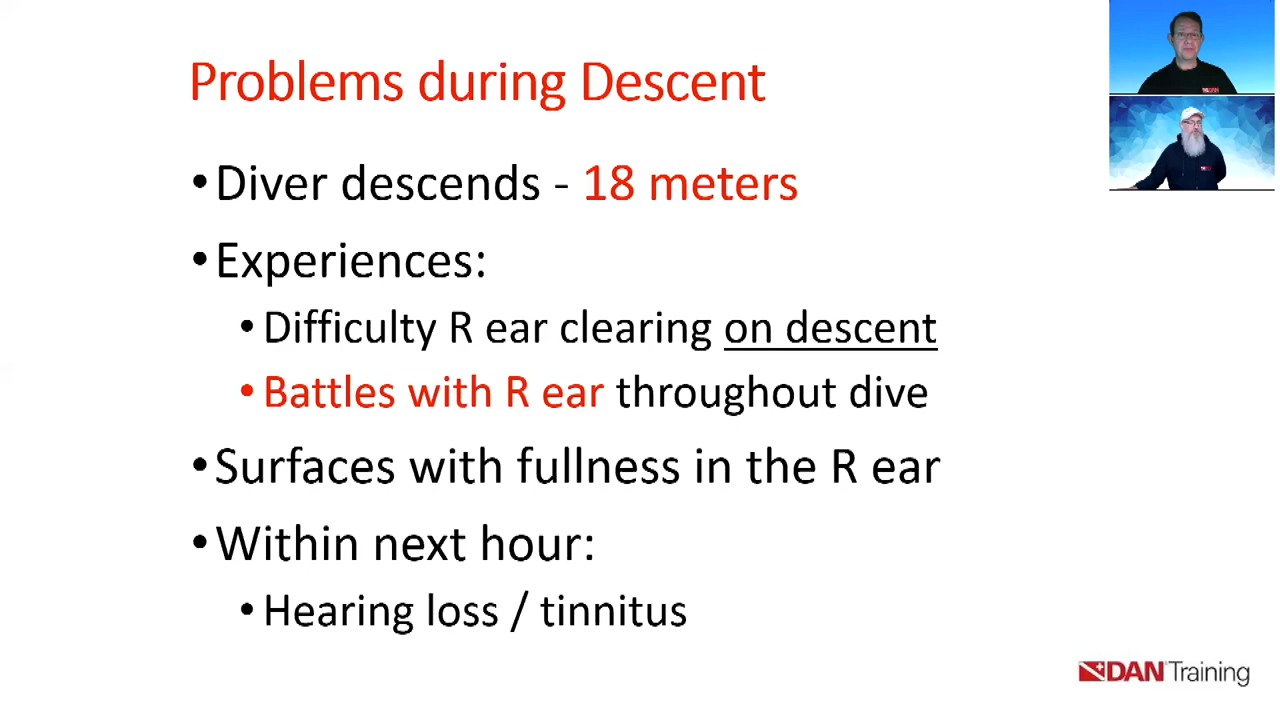 Problems during Descent
•Diver descends - 18 meters
•Experiences:
•Difficulty R ear clearing on descent
•Battles with R ear throughout dive
•Surfaces with fullness in the R ear
•Within next hour:
•Hearing loss / tinnitus
DAN Training